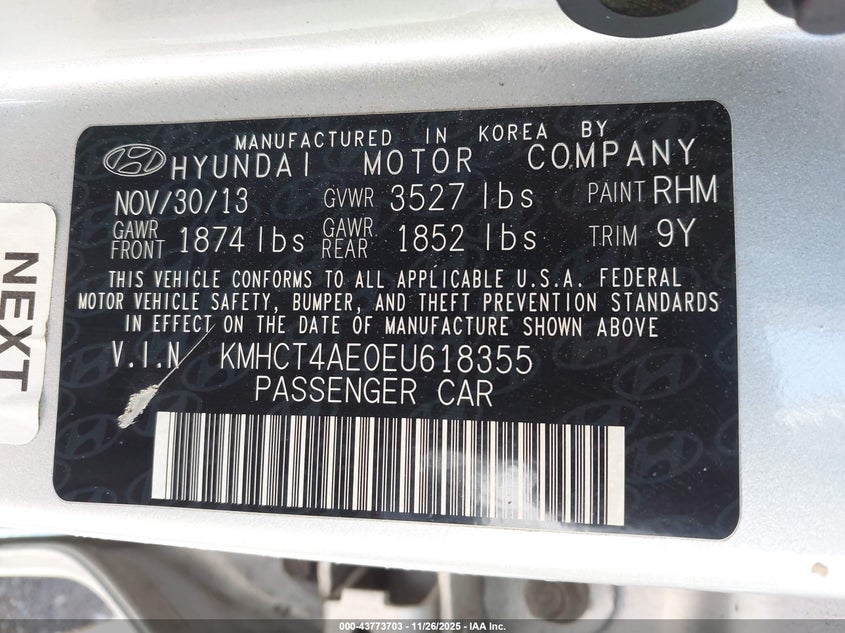 MANUFACTURED IN KOREA BY
HYUNDAI MOTOR COMPANY
NOV/30/13 GVWR 3527 lbs PAINT RHM
GAWR FRONT 1874 lbs GAWR REAR 1852 lbs TRIM 9Y
THIS VEHICLE CONFORMS TO ALL APPLICABLE U.S.A. FEDERAL
MOTOR VEHICLE SAFETY, BUMPER, AND THEFT PREVENTION STANDARDS
IN EFFECT ON THE DATE OF MANUFACTURE SHOWN ABOVE
V.I.N KMHCT4AE0EU618355
PASSENGER CAR
NEXT
000-43773703 - 11/26/2025 - IAA Inc.